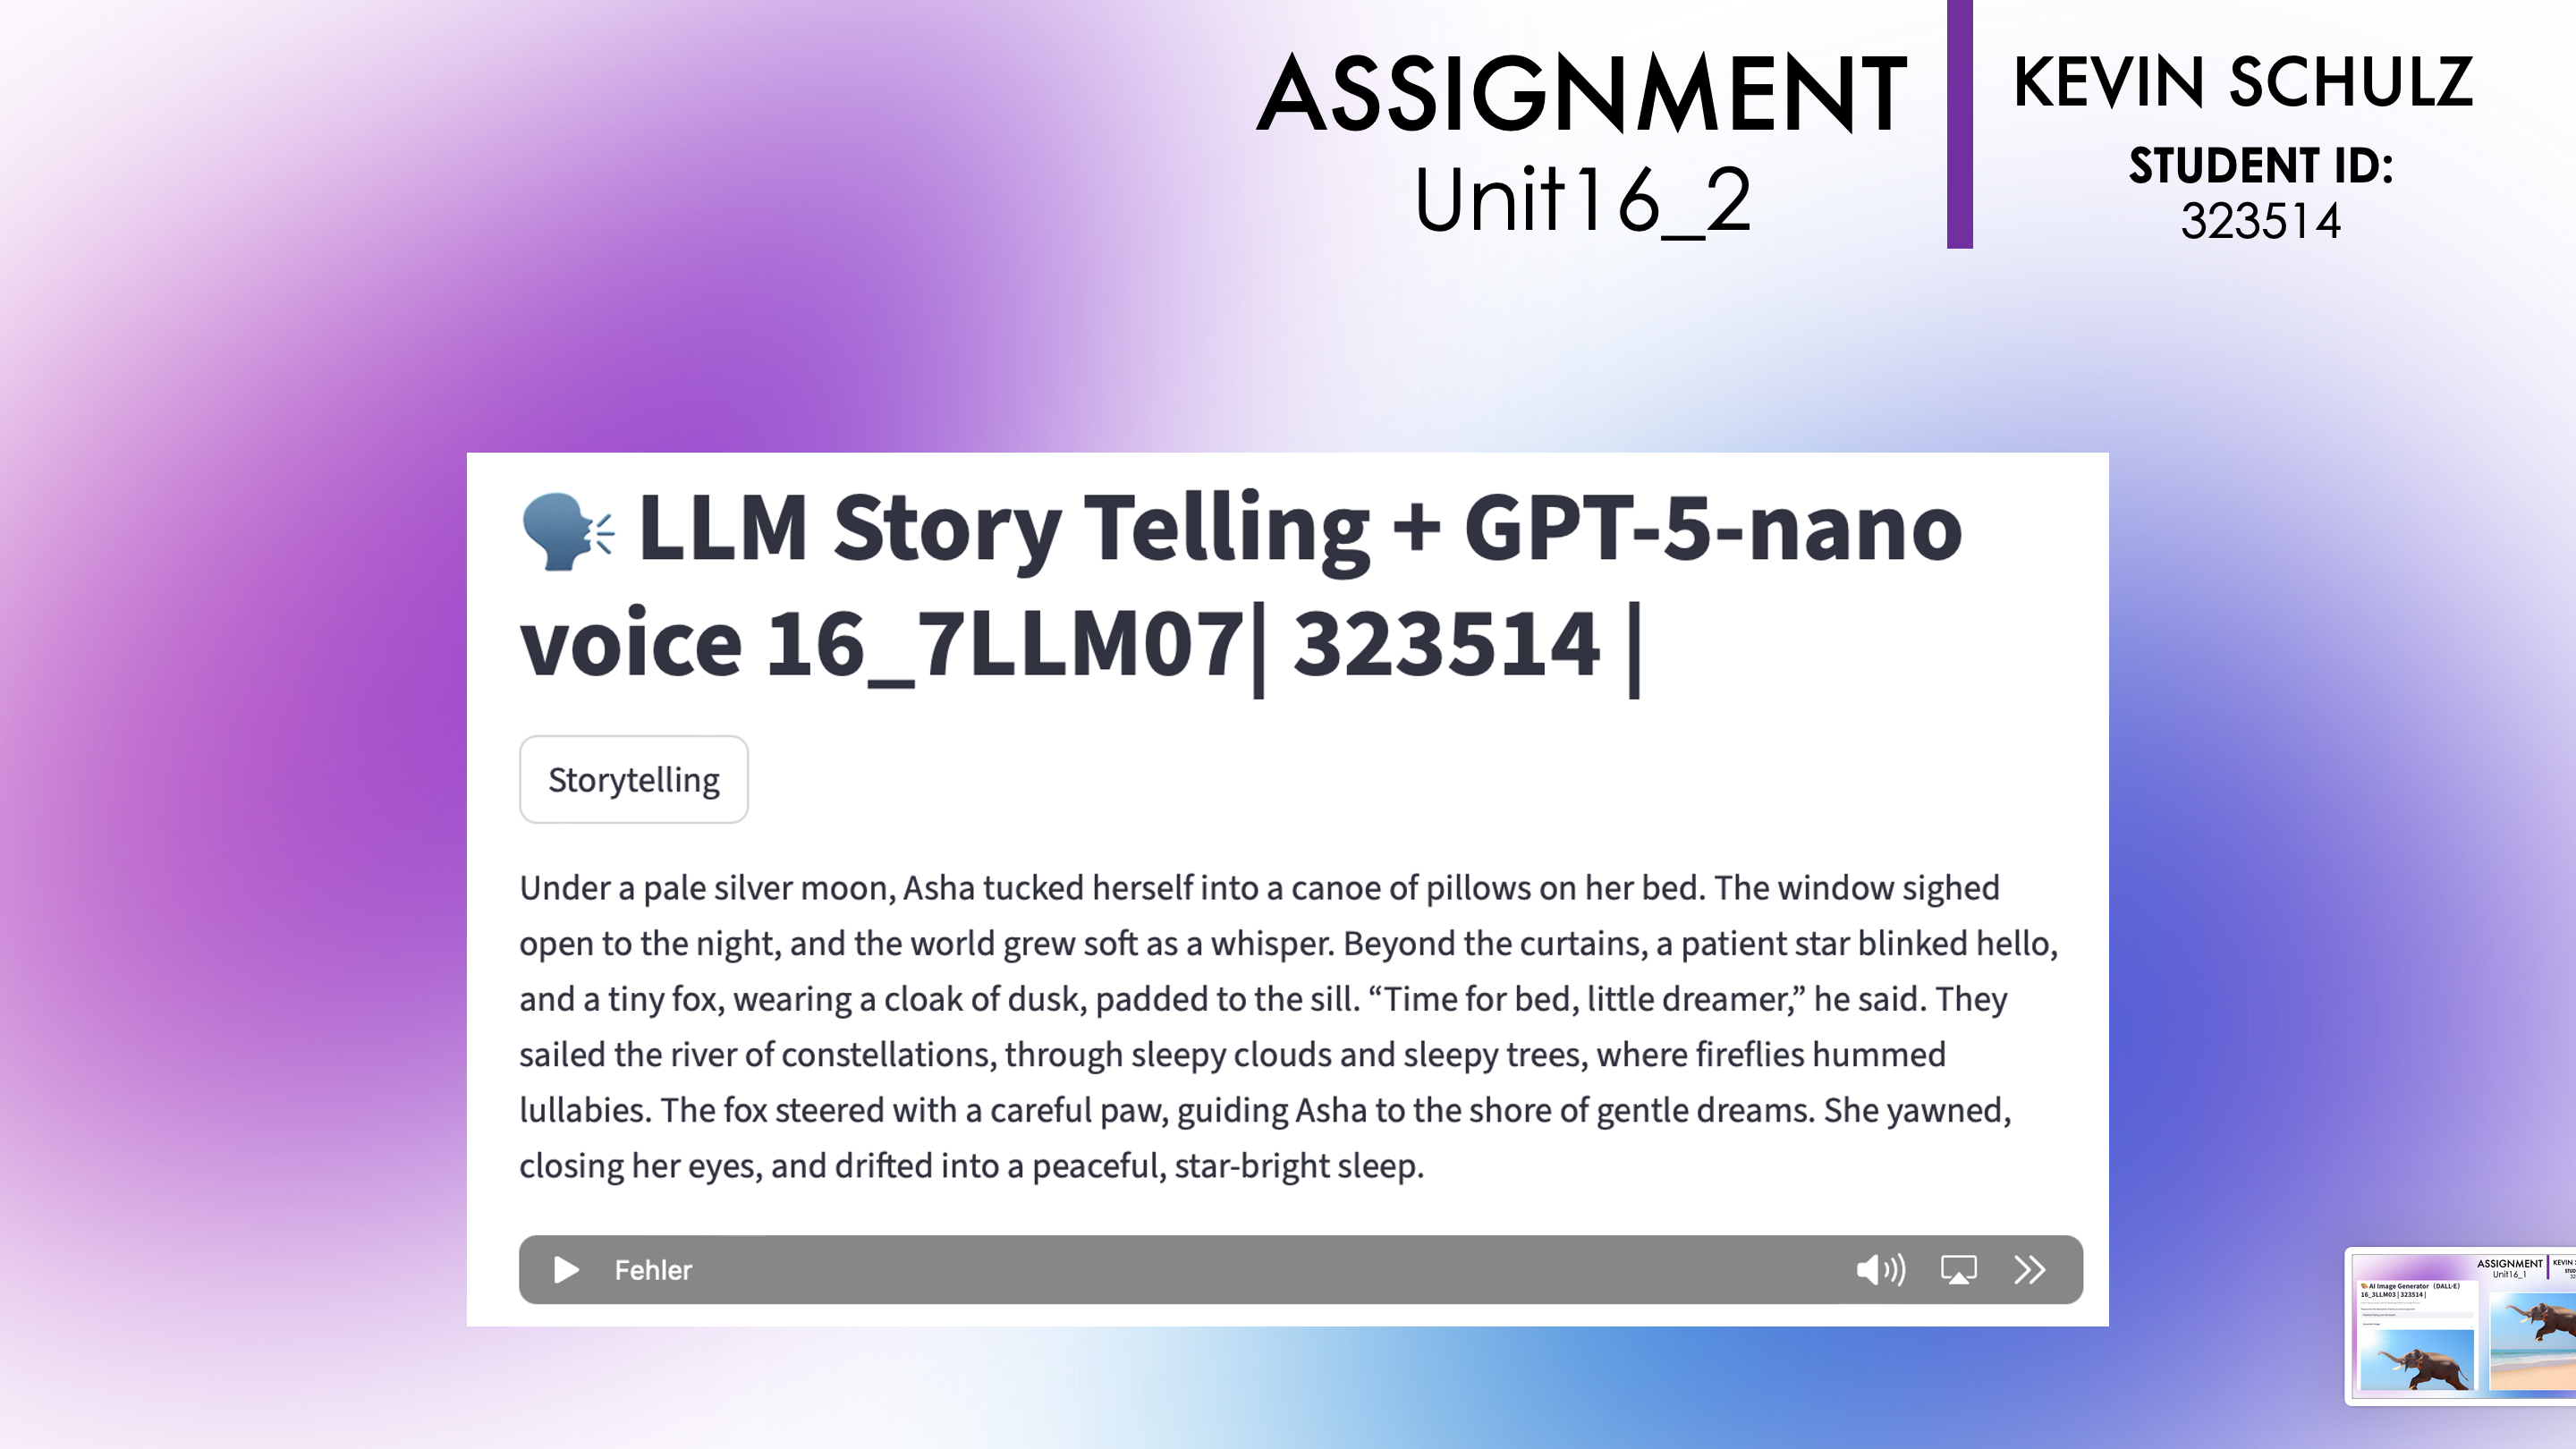 ASSIGNMENT
Unit16_2
KEVIN SCHULZ
STUDENT ID:
323514
LLM Story Telling + GPT-5-nano
voice 16_7LLM07| 323514 |
Storytelling
Under a pale silver moon, Asha tucked herself into a canoe of pillows on her bed. The window sighed
open to the night, and the world grew soft as a whisper. Beyond the curtains, a patient star blinked hello,
and a tiny fox, wearing a cloak of dusk, padded to the sill. “Time for bed, little dreamer,” he said. They
sailed the river of constellations, through sleepy clouds and sleepy trees, where fireflies hummed
lullabies. The fox steered with a careful paw, guiding Asha to the shore of gentle dreams. She yawned,
closing her eyes, and drifted into a peaceful, star-bright sleep.
Fehler
ASSIGNMENT
Unit16_1
KEVIN
AI Image Generator (DALL·E)
16_3LLM03 | 323514 |